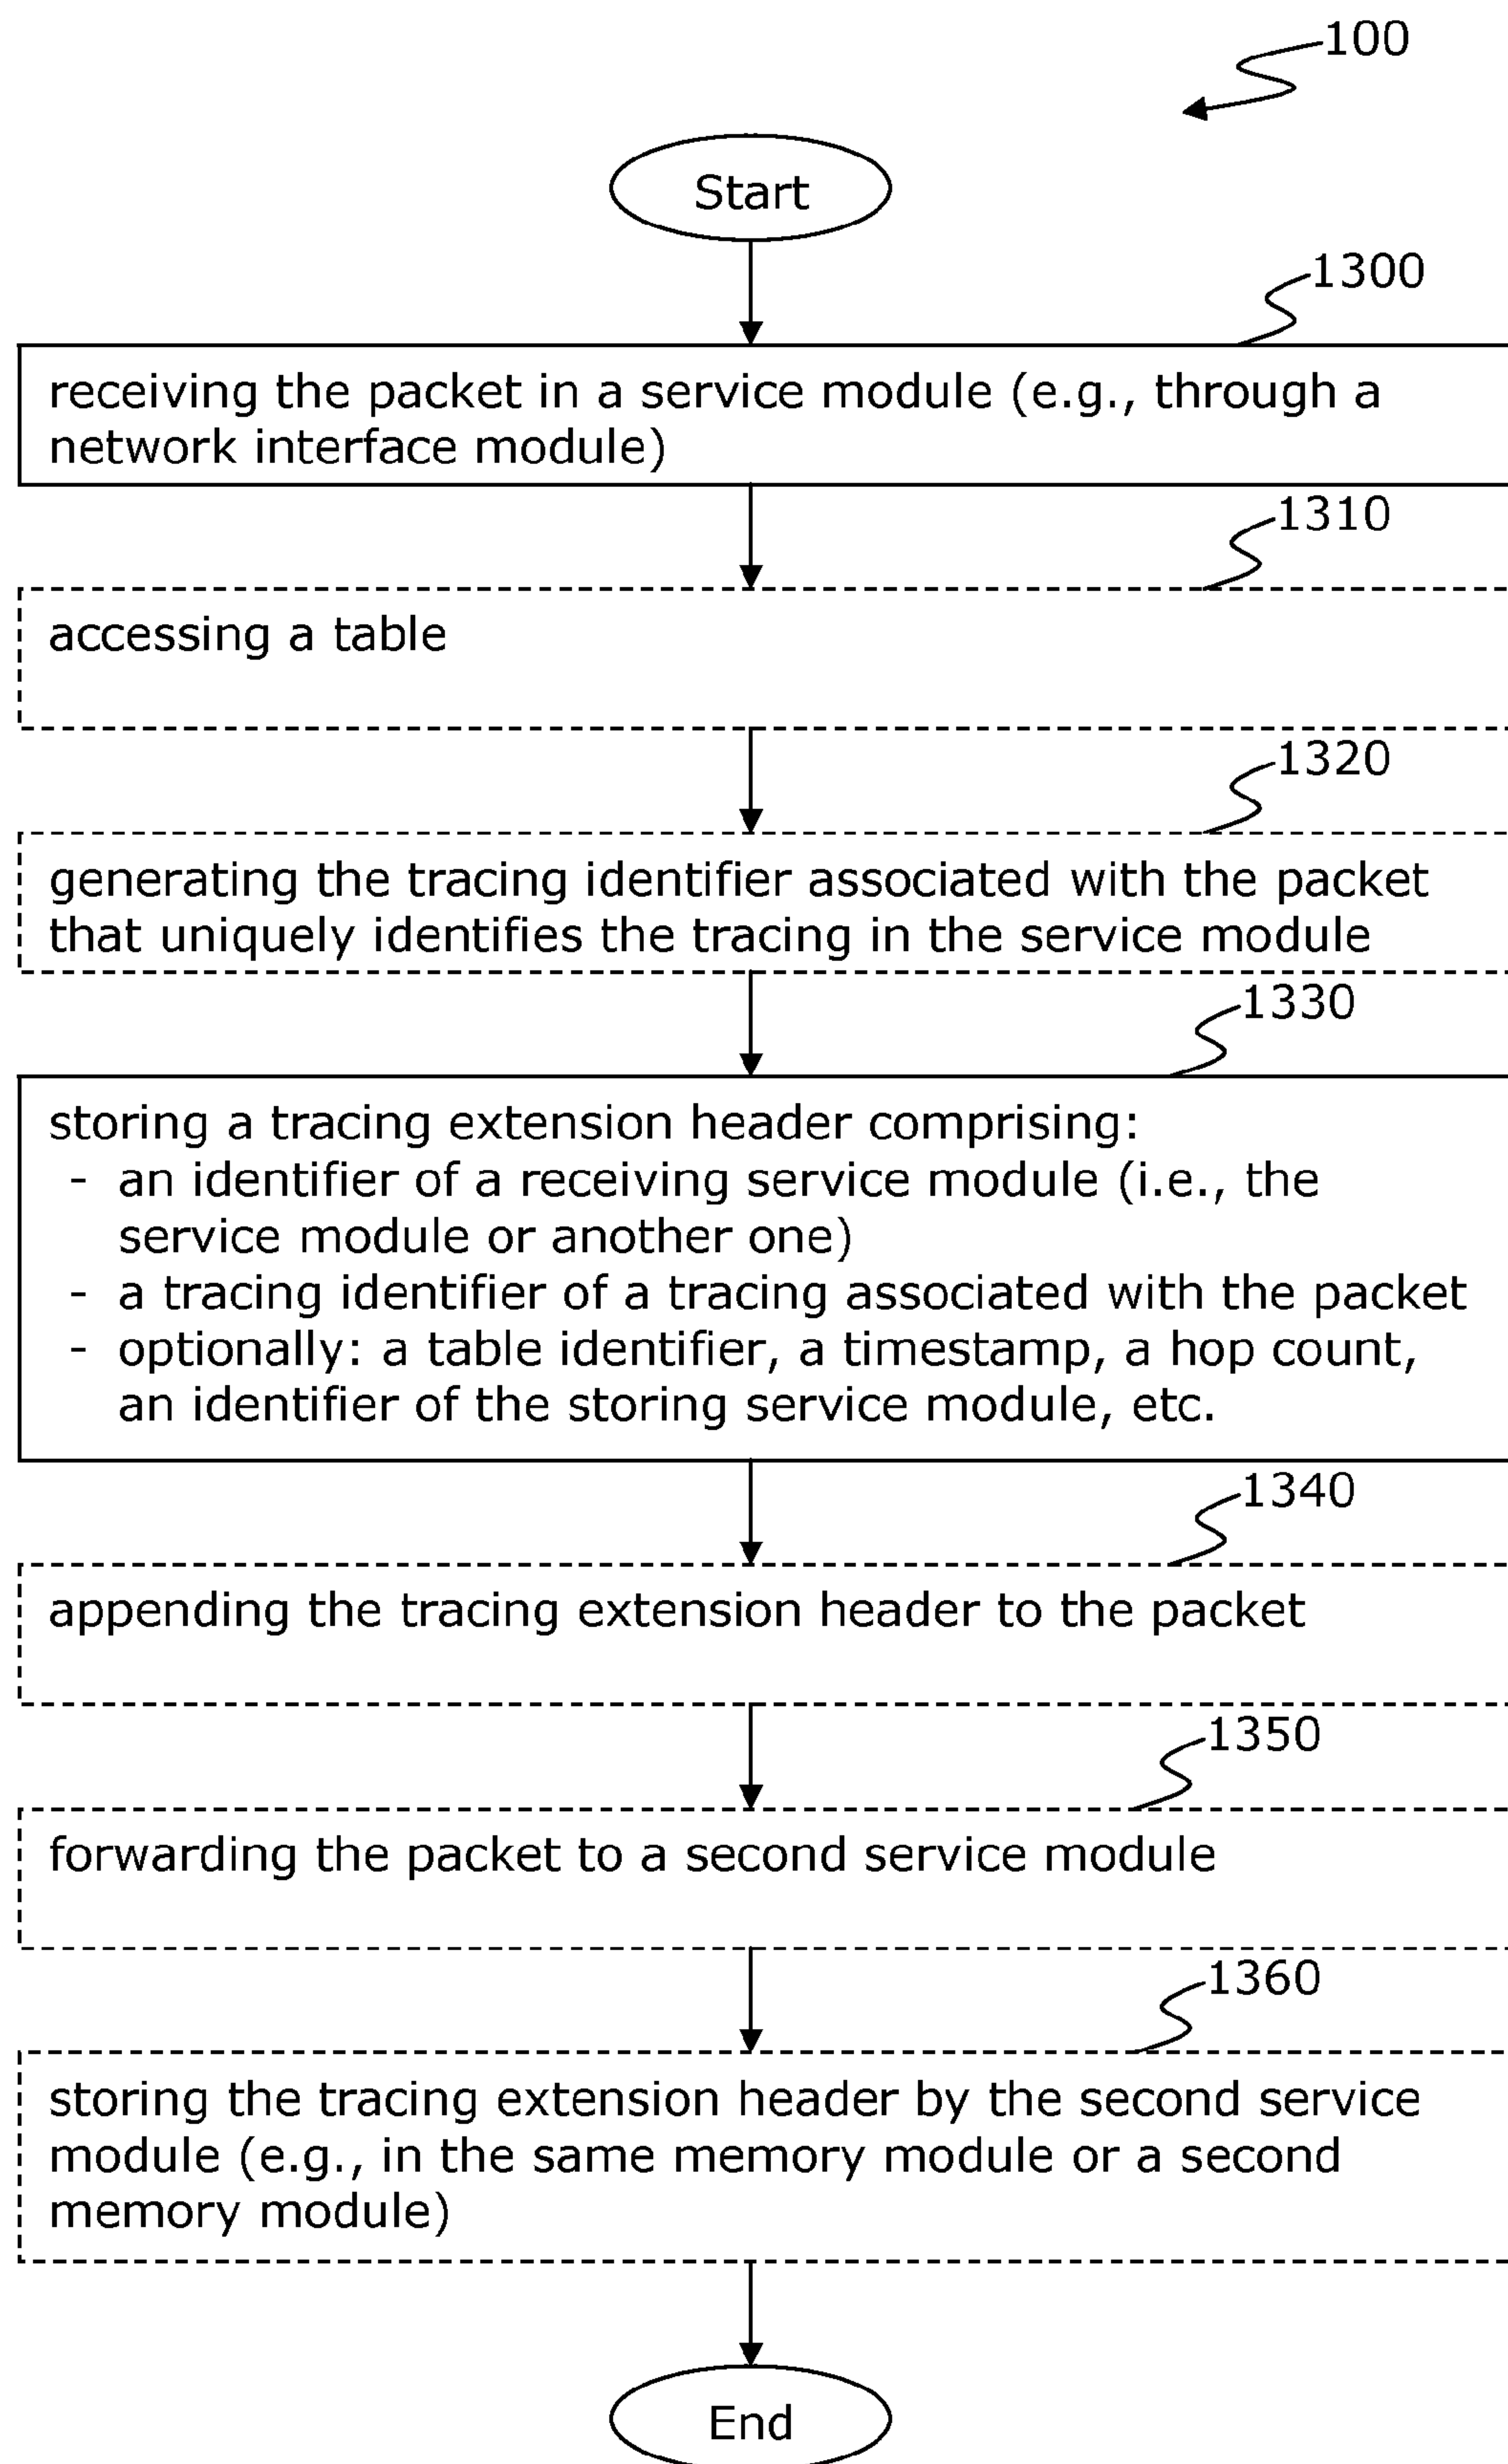 100
Start
1300
receiving the packet in a service module (e.g., through a
network interface module)
1310
accessing a table
1320
generating the tracing identifier associated with the packet
that uniquely identifies the tracing in the service module
1330
storing a tracing extension header comprising:
- an identifier of a receiving service module (i.e., the
service module or another one)
- a tracing identifier of a tracing associated with the packet
- optionally: a table identifier, a timestamp, a hop count,
an identifier of the storing service module, etc.
1340
appending the tracing extension header to the packet
1350
forwarding the packet to a second service module
1360
storing the tracing extension header by the second service
module (e.g., in the same memory module or a second
memory module)
End